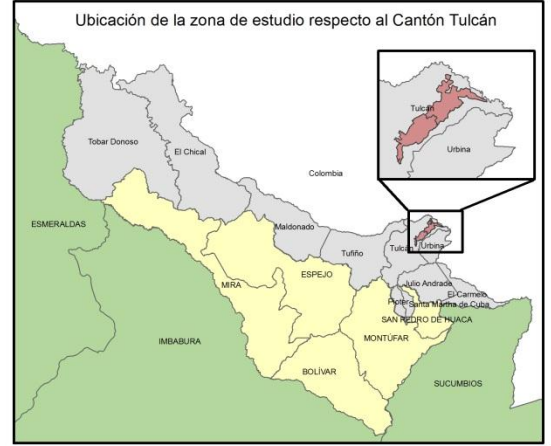 Ubicación de la zona de estudio respecto al Cantón Tulcán
Tulcán
Urbina
Tobar Donoso
El Chical
Colombia
ESMERALDAS
Maldonado
Tufiño
Tulcán
Urbina
MIRA
ESPEJO
Julio Andrade
El Carmelo
Pioter
Santa Martha de Cuba
SAN PEDRO DE HUACA
MONTÚFAR
IMBABURA
BOLÍVAR
SUCUMBIOS